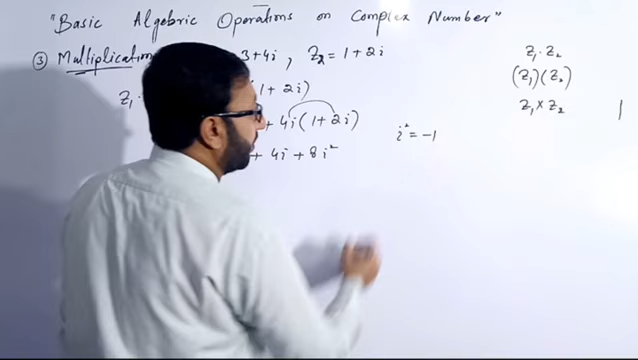 "Basic Algebric Operations on Complex Number"
③ Multiplication 3+4i , Z₂ = 1+2i
Z₁ · 1+2i)
+ 4i (1+2i)
+ 4i + 8i²
i² = -1
Z₁ · Z₂
(Z₁)(Z₂)
Z₁ × Z₂